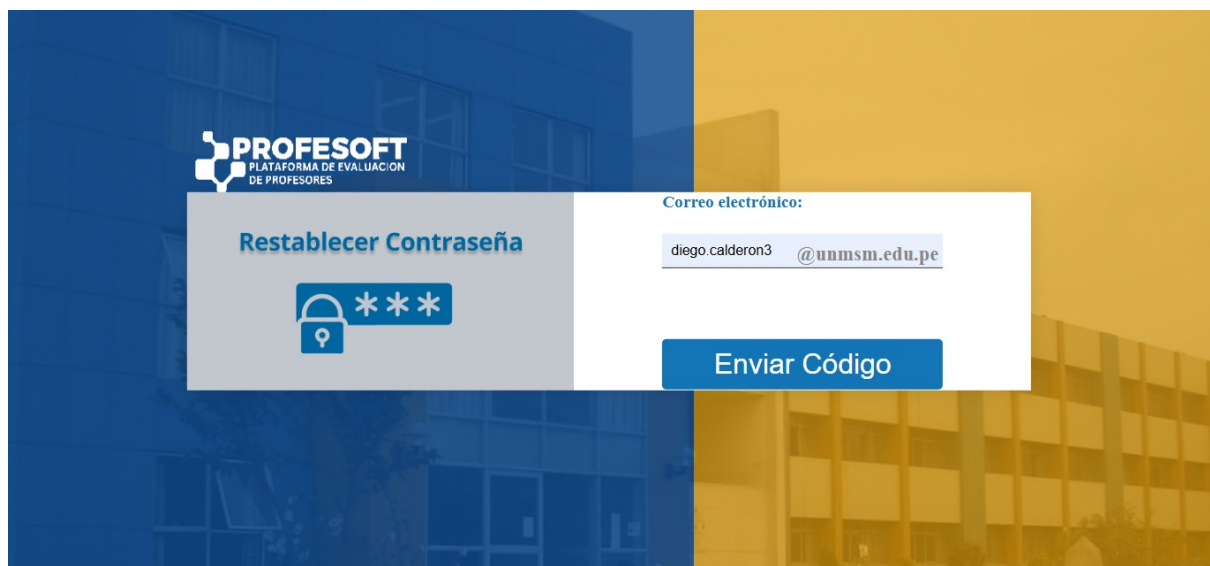 PROFESOFT
PLATAFORMA DE EVALUACION
DE PROFESORES
Restablecer Contraseña
***
Correo electrónico:
diego.calderon3 @unmsm.edu.pe
Enviar Código